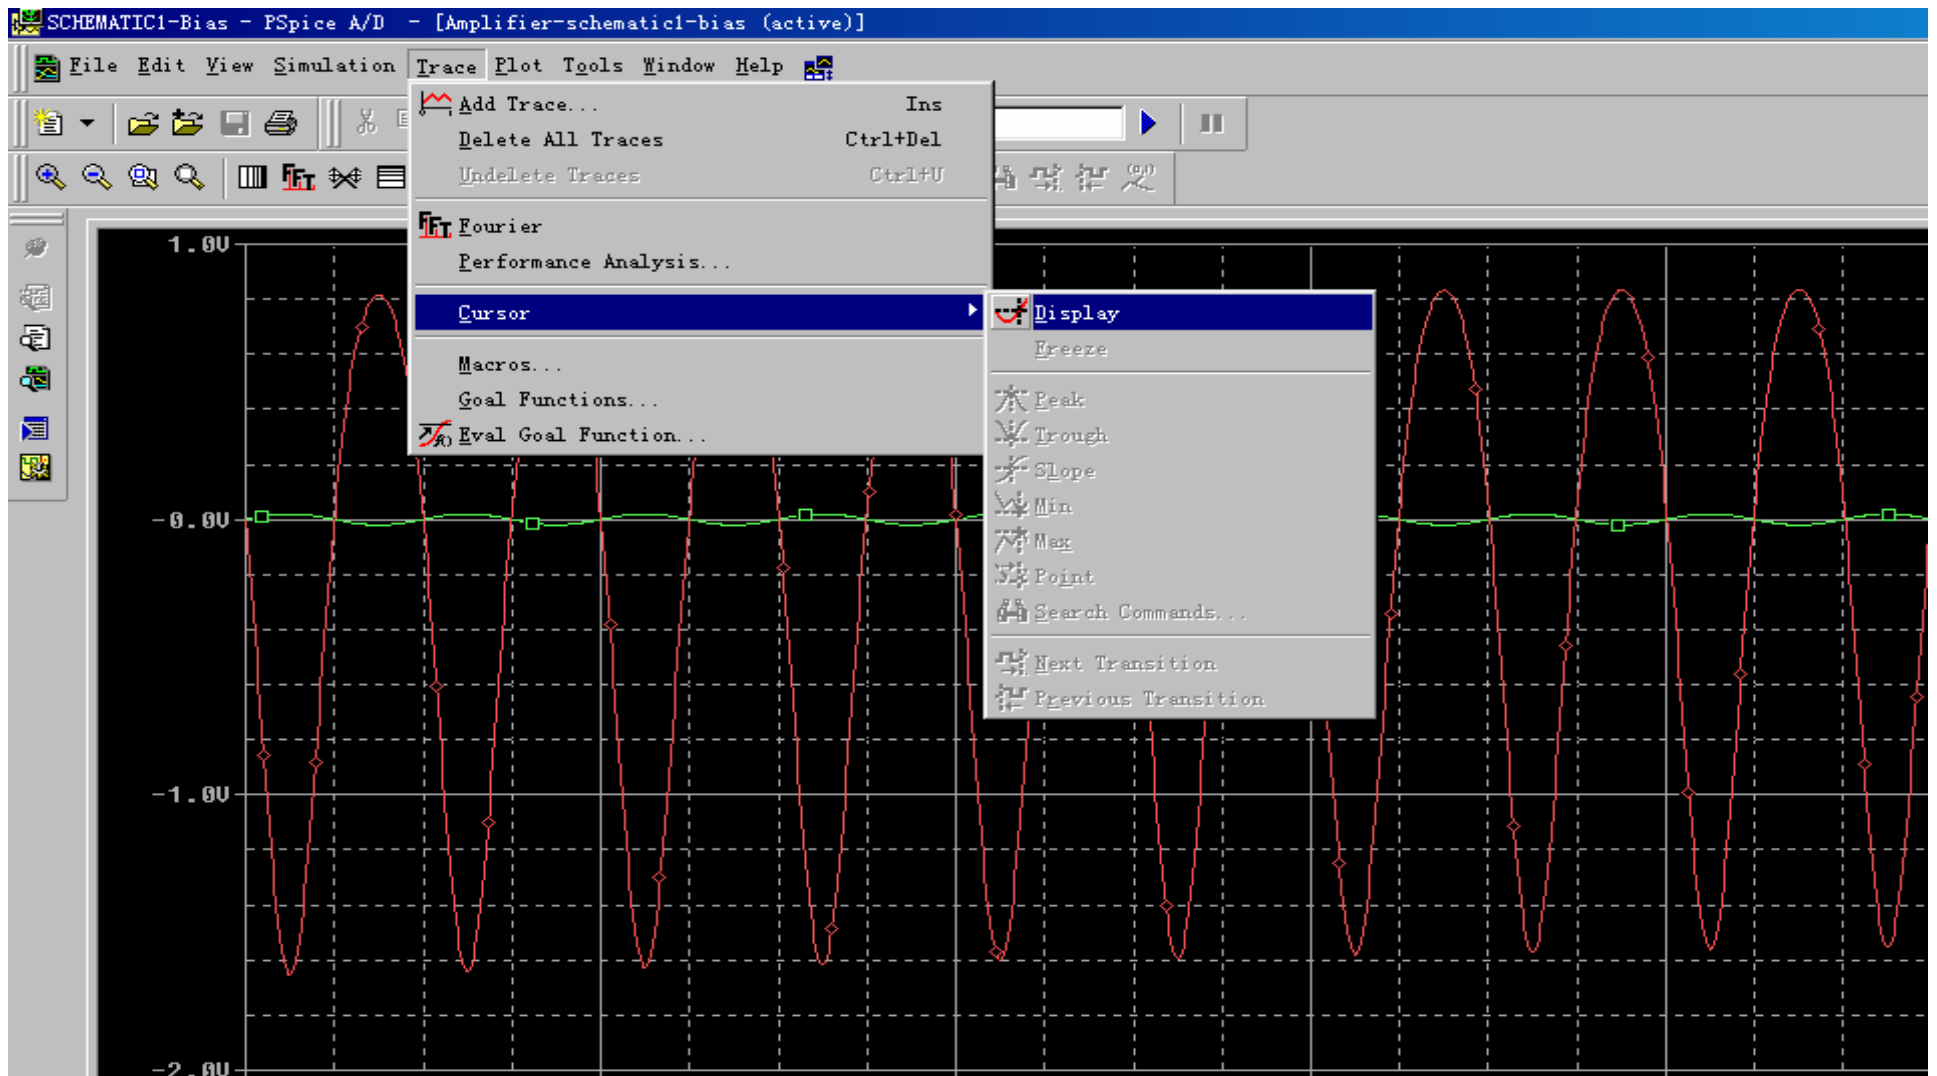 SCHEMATIC1-Bias - PSpice A/D - [Amplifier-schematic1-bias (active)]
File Edit View Simulation Trace Plot Tools Window Help
Add Trace... Ins
Delete All Traces Ctrl+Del
Undelete Traces Ctrl+U
FFT
FFT Fourier
Performance Analysis...
Cursor
Macros...
Goal Functions...
Eval Goal Function...
Display
Freeze
Peak
Trough
Slope
Min
Max
Point
Search Commands...
Next Transition
Previous Transition
1.0V
-0.0V
-1.0V
-2.0V